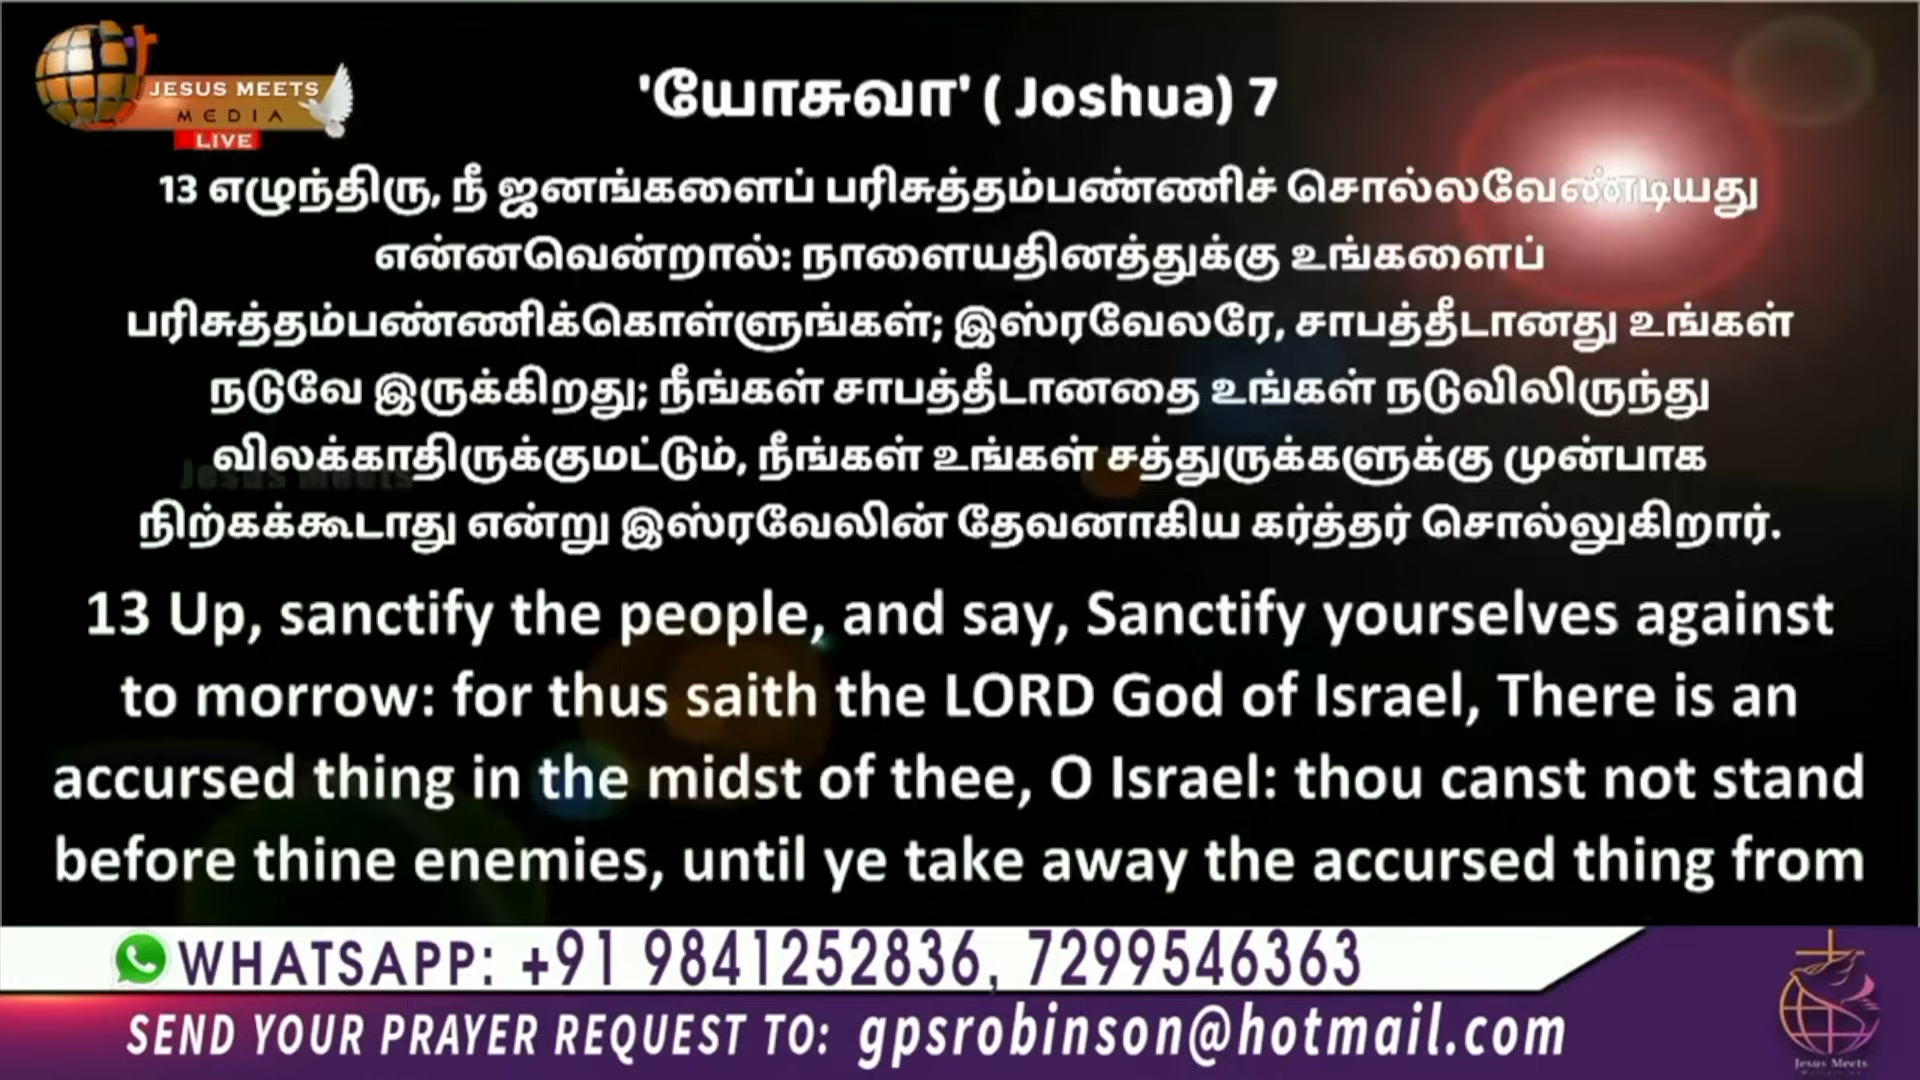 JESUS MEETS
MEDIA
LIVE
'யோசுவா' ( Joshua) 7
13 எழுந்திரு, நீ ஜனங்களைப் பரிசுத்தம்பண்ணிச் சொல்லவேண்டியது
என்னவென்றால்: நாளையதினத்துக்கு உங்களைப்
பரிசுத்தம்பண்ணிக்கொள்ளுங்கள்; இஸ்ரவேலரே, சாபத்தீடானது உங்கள்
நடுவே இருக்கிறது; நீங்கள் சாபத்தீடானதை உங்கள் நடுவிலிருந்து
விலக்காதிருக்குமட்டும், நீங்கள் உங்கள் சத்துருக்களுக்கு முன்பாக
Jesus Meets
நிற்கக்கூடாது என்று இஸ்ரவேலின் தேவனாகிய கர்த்தர் சொல்லுகிறார்.
13 Up, sanctify the people, and say, Sanctify yourselves against
to morrow: for thus saith the LORD God of Israel, There is an
accursed thing in the midst of thee, O Israel: thou canst not stand
before thine enemies, until ye take away the accursed thing from
WHATSAPP: +91 9841252836, 7299546363
SEND YOUR PRAYER REQUEST TO: gpsrobinson@hotmail.com
Jesus Meets